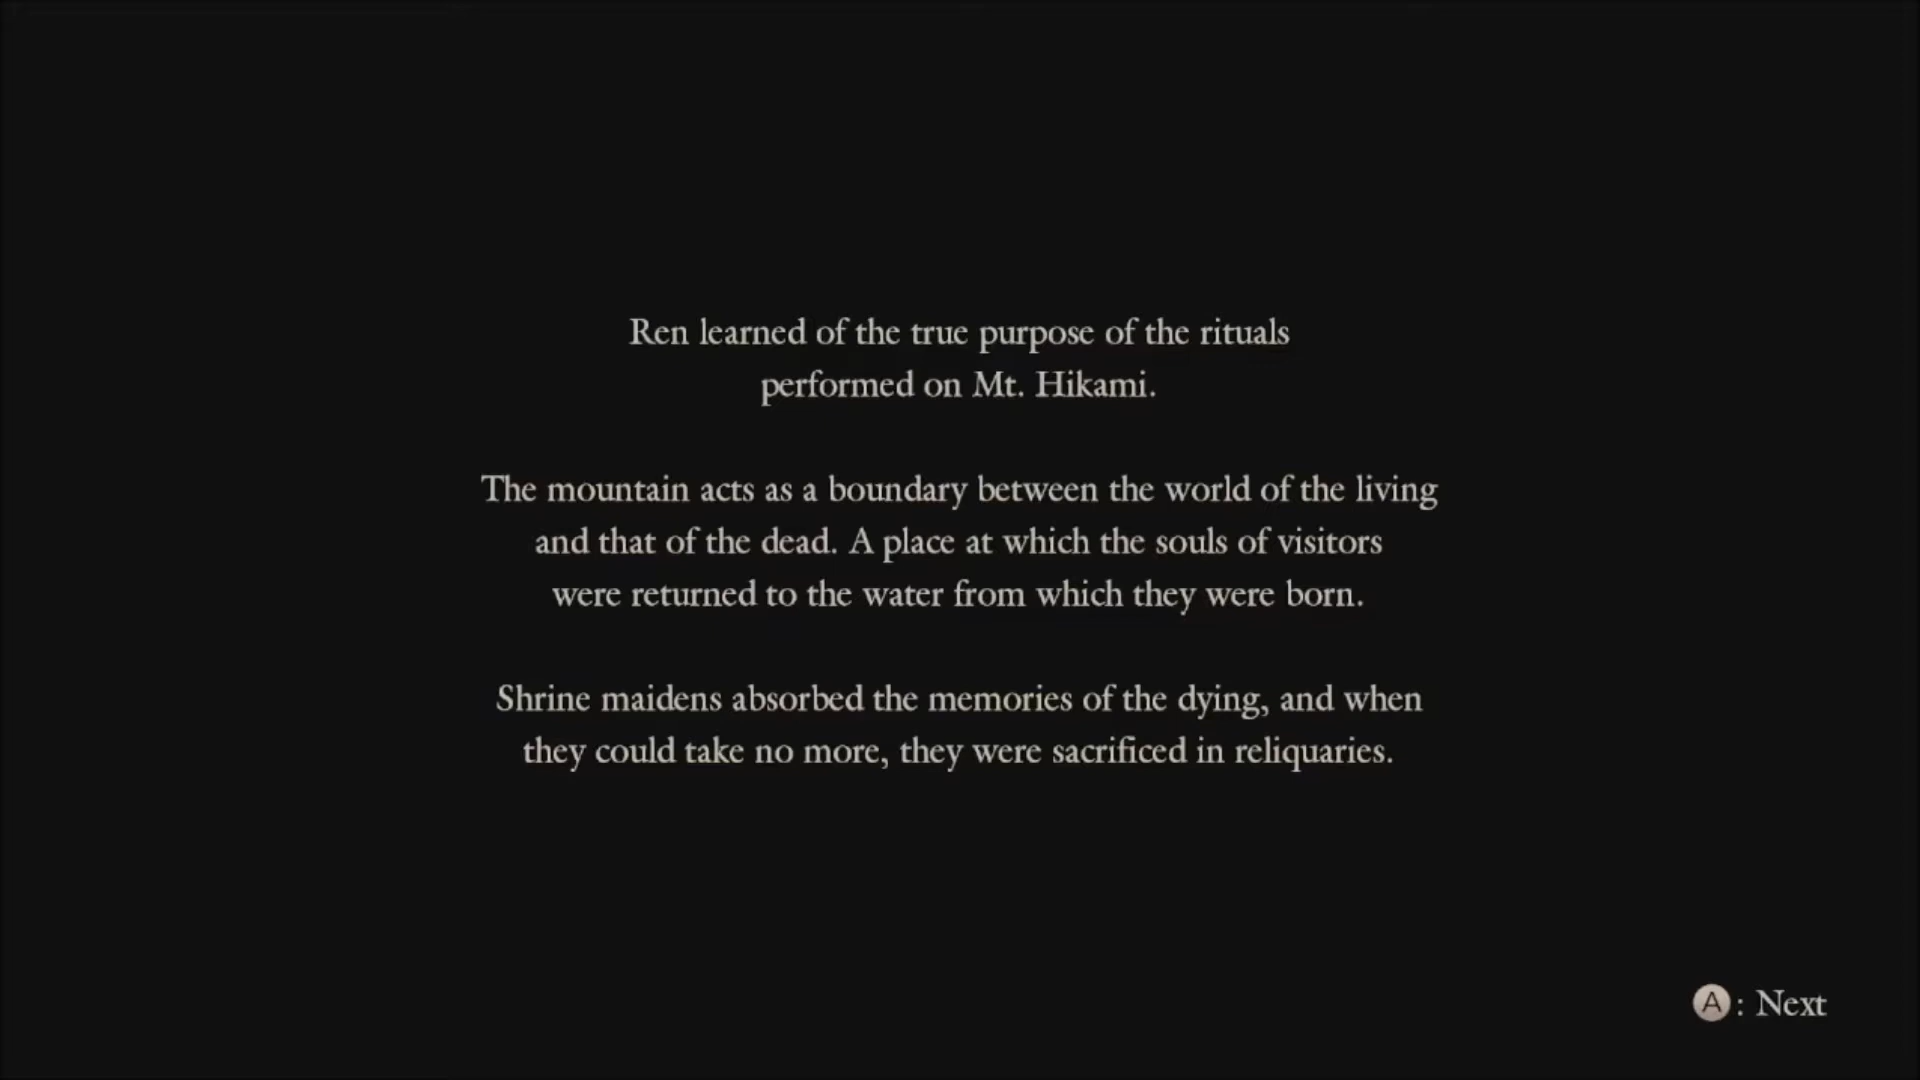 Ren learned of the true purpose of the rituals
performed on Mt. Hikami.
The mountain acts as a boundary between the world of the living
and that of the dead. A place at which the souls of visitors
were returned to the water from which they were born.
Shrine maidens absorbed the memories of the dying, and when
they could take no more, they were sacrificed in reliquaries.
A : Next